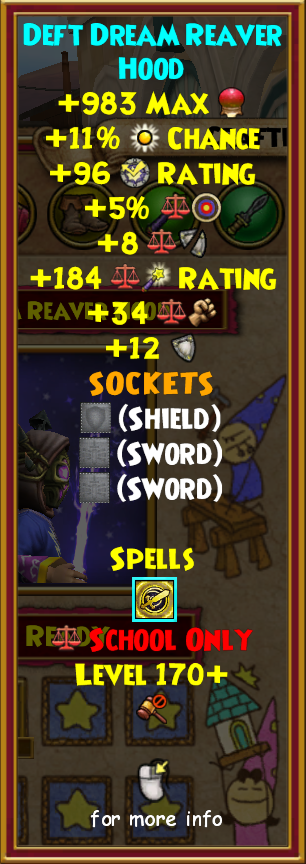 Deft Dream Reaver
Hood
+983 Max
+11% Chance
+96 Rating
+5%
+8
+184 Rating
+34
+12
Sockets
(Shield)
(Sword)
(Sword)
Spells
School Only
Level 170+
for more info